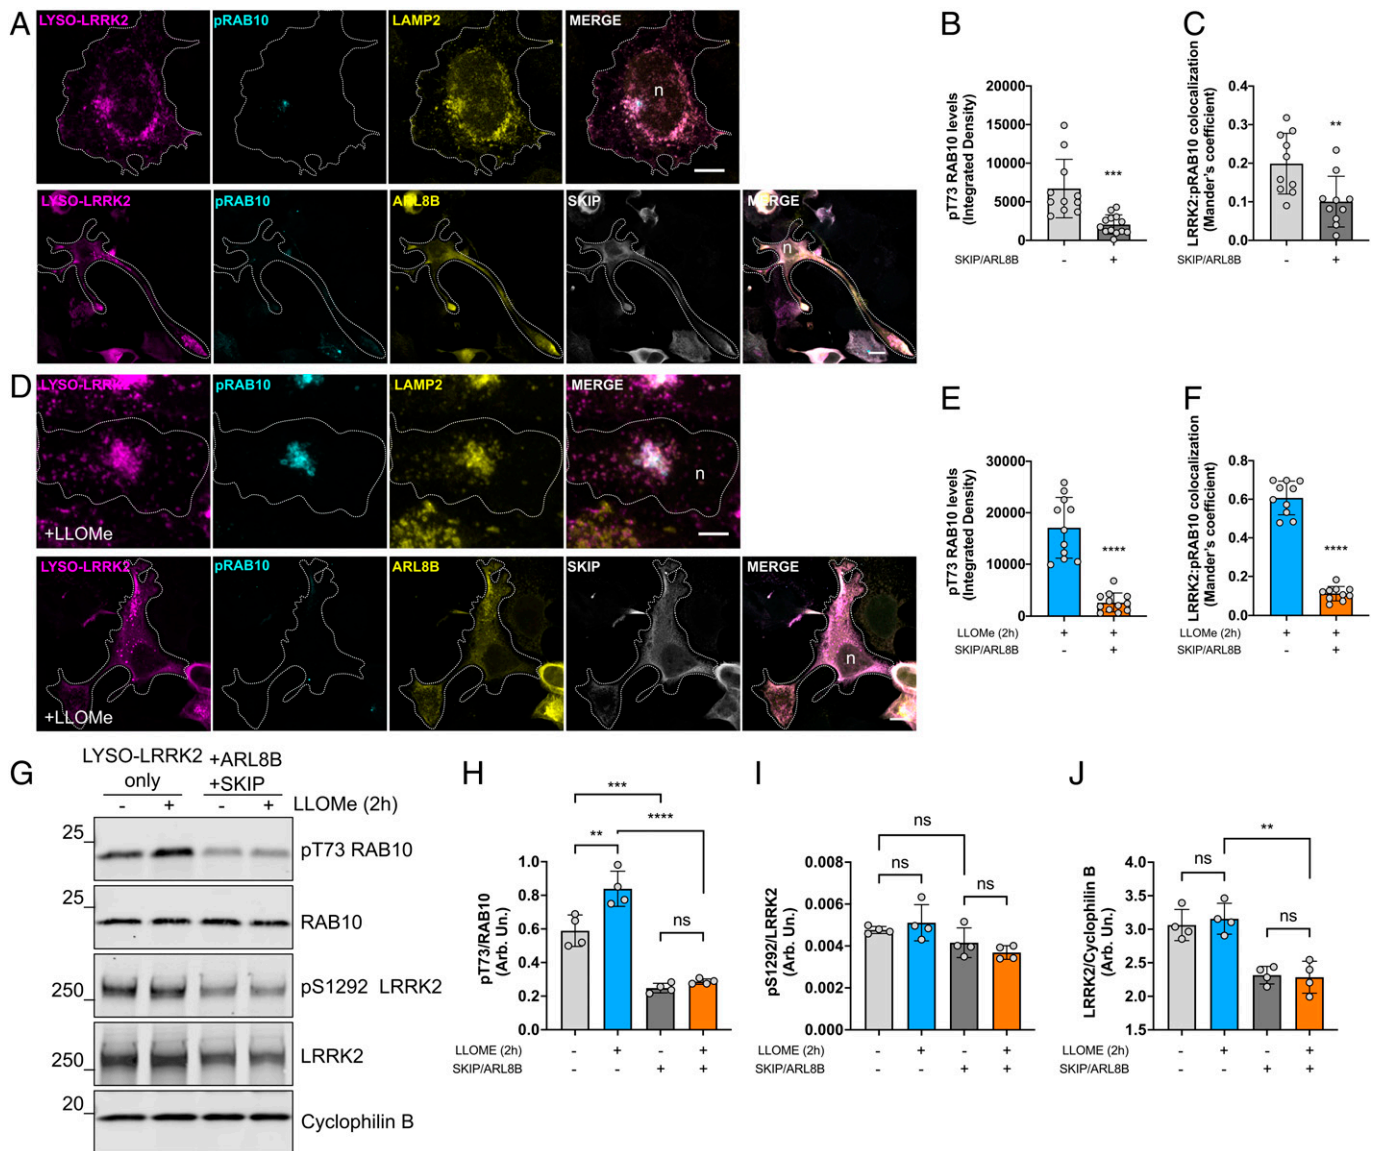 A
LYSO-LRRK2
pRAB10
LAMP2
MERGE
n
LYSO-LRRK2
pRAB10
ARL8B
SKIP
MERGE
n
B
pT73 RAB10 levels
(Integrated Density)
20000
15000
10000
5000
0
***
SKIP/ARL8B
- +
C
LRRK2:pRAB10 colocalization
(Mander's coefficient)
0.4
0.3
0.2
0.1
0.0
**
SKIP/ARL8B
- +
D
LYSO-LRRK2
pRAB10
LAMP2
MERGE
+LLOMe
n
LYSO-LRRK2
pRAB10
ARL8B
SKIP
MERGE
+LLOMe
n
E
pT73 RAB10 levels
(Integrated Density)
30000
20000
10000
0
****
LLOMe (2h)
+ +
SKIP/ARL8B
- +
F
LRRK2:pRAB10 colocalization
(Mander's coefficient)
0.8
0.6
0.4
0.2
0.0
****
LLOMe (2h)
+ +
SKIP/ARL8B
- +
G
LYSO-LRRK2
only
+ARL8B
+SKIP
- + - +
LLOMe (2h)
25
pT73 RAB10
25
RAB10
250
pS1292 LRRK2
250
LRRK2
20
Cyclophilin B
H
pT73/RAB10
(Arb. Un.)
1.0
0.8
0.6
0.4
0.2
0.0
***
**
****
ns
LLOME (2h)
- + - +
SKIP/ARL8B
- - + +
I
pS1292/LRRK2
(Arb. Un.)
0.008
0.006
0.004
0.002
0.000
ns
ns
ns
LLOME (2h)
- + - +
SKIP/ARL8B
- - + +
J
LRRK2/Cyclophilin B
(Arb. Un.)
4.0
3.5
3.0
2.5
2.0
1.5
**
ns
ns
LLOME (2h)
- + - +
SKIP/ARL8B
- - + +